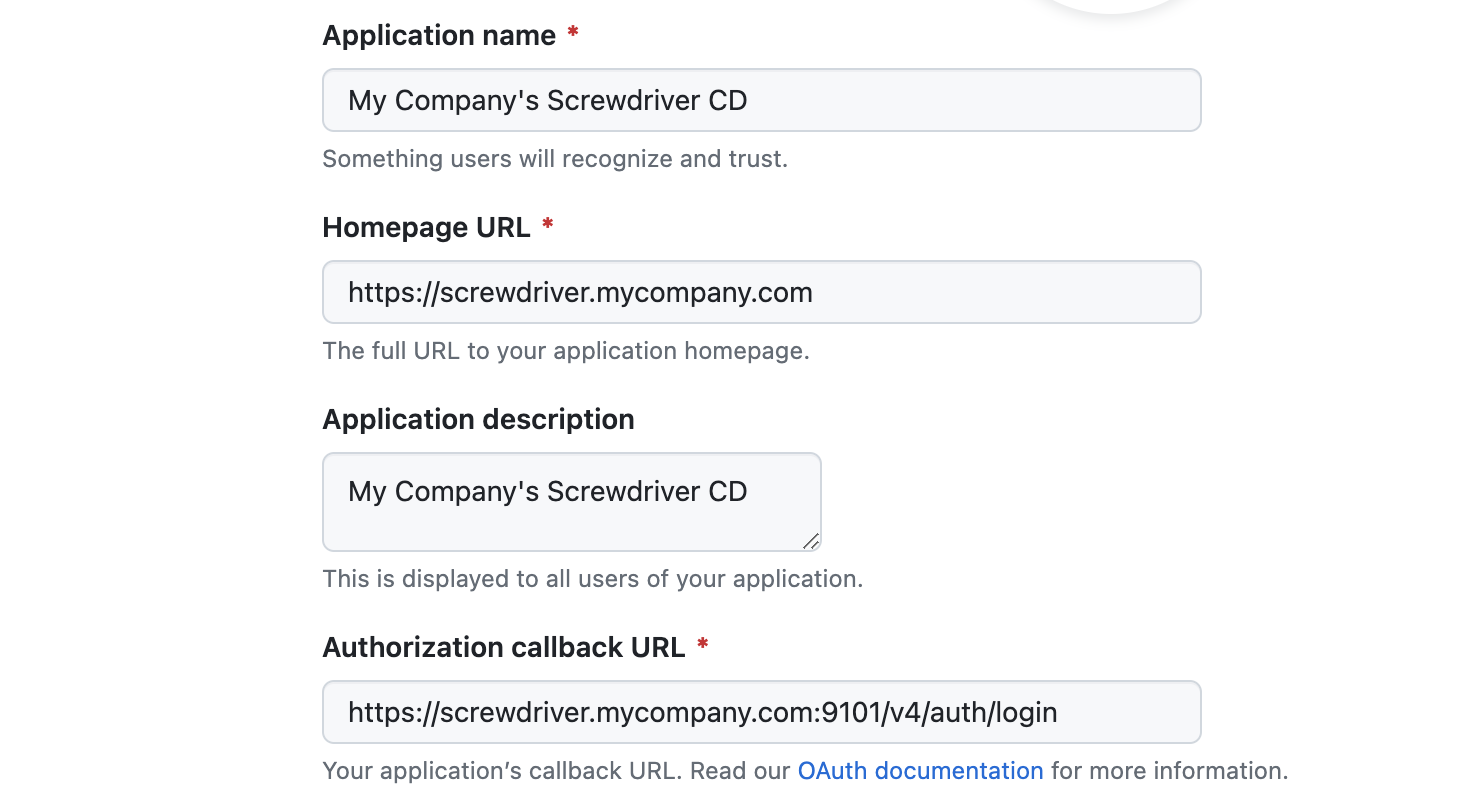 Application name *
My Company's Screwdriver CD
Something users will recognize and trust.
Homepage URL *
https://screwdriver.mycompany.com
The full URL to your application homepage.
Application description
My Company's Screwdriver CD
This is displayed to all users of your application.
Authorization callback URL *
https://screwdriver.mycompany.com:9101/v4/auth/login
Your application’s callback URL. Read our OAuth documentation for more information.